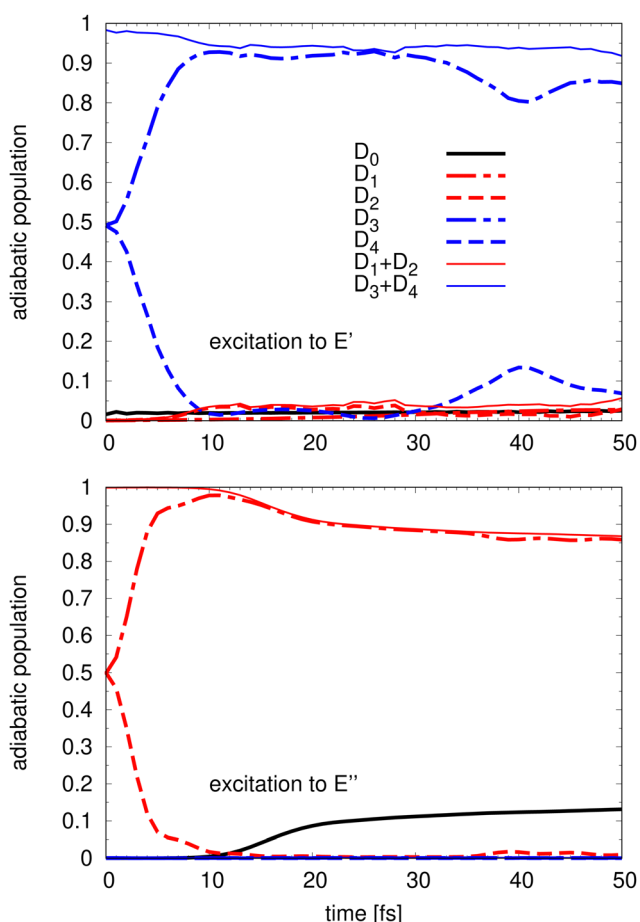 1
0.9
0.8
0.7
0.6
0.5
0.4
0.3
0.2
0.1
0
adiabatic population
D₀
D₁
D₂
D₃
D₄
D₁+D₂
D₃+D₄
excitation to E'
0 10 20 30 40 50
1
0.9
0.8
0.7
0.6
0.5
0.4
0.3
0.2
0.1
0
adiabatic population
excitation to E''
0 10 20 30 40 50
time [fs]